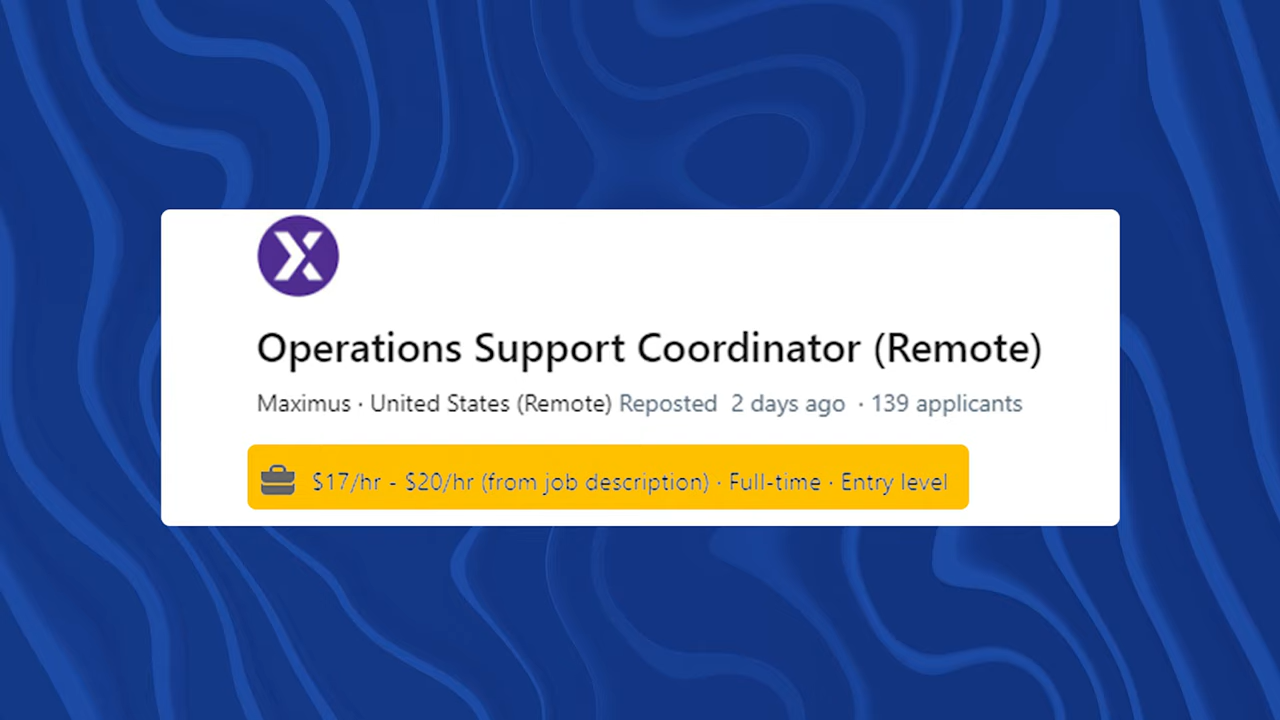 Operations Support Coordinator (Remote)
Maximus · United States (Remote) Reposted 2 days ago · 139 applicants
$17/hr - $20/hr (from job description) · Full-time · Entry level